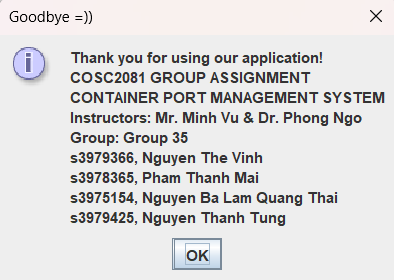 Goodbye =))
Thank you for using our application!
COSC2081 GROUP ASSIGNMENT
CONTAINER PORT MANAGEMENT SYSTEM
Instructors: Mr. Minh Vu & Dr. Phong Ngo
Group: Group 35
s3979366, Nguyen The Vinh
s3978365, Pham Thanh Mai
s3975154, Nguyen Ba Lam Quang Thai
s3979425, Nguyen Thanh Tung
OK